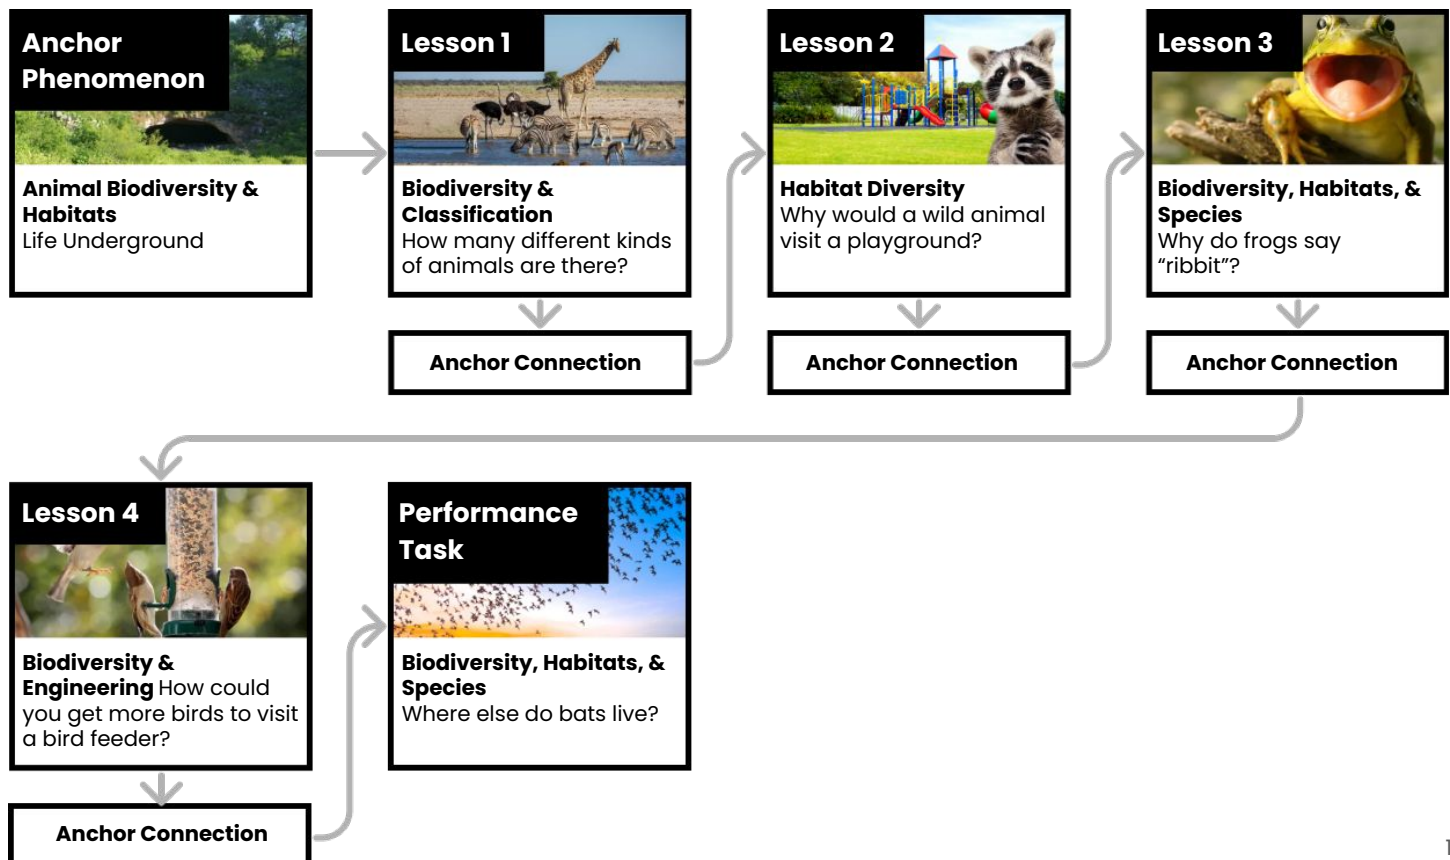 Anchor
Phenomenon
Animal Biodiversity &
Habitats
Life Underground
Lesson 1
Biodiversity &
Classification
How many different kinds
of animals are there?
Anchor Connection
Lesson 2
Habitat Diversity
Why would a wild animal
visit a playground?
Anchor Connection
Lesson 3
Biodiversity, Habitats, &
Species
Why do frogs say
“ribbit”?
Anchor Connection
Lesson 4
Biodiversity &
Engineering How could
you get more birds to visit
a bird feeder?
Anchor Connection
Performance
Task
Biodiversity, Habitats, &
Species
Where else do bats live?